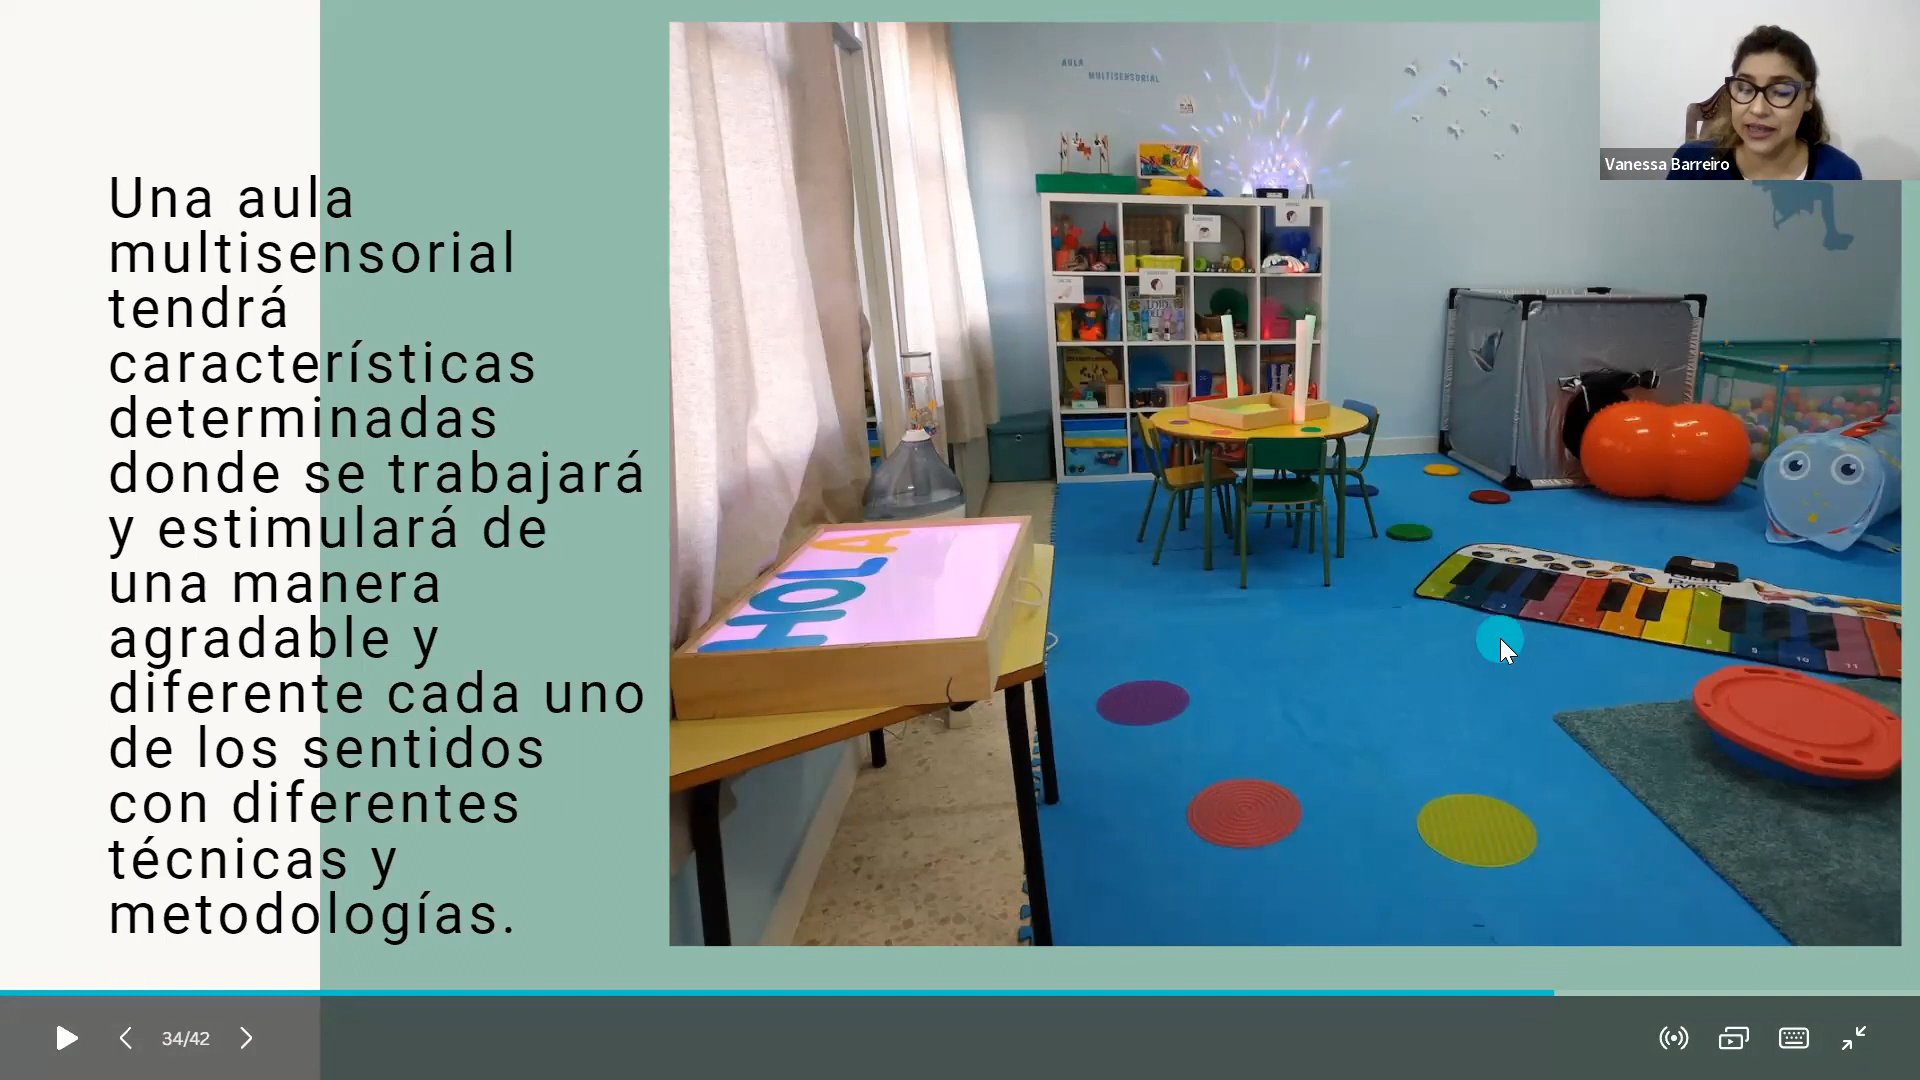 Una aula
multisensorial
tendrá
características
determinadas
donde se trabajará
y estimulará de
una manera
agradable y
diferente cada uno
de los sentidos
con diferentes
técnicas y
metodologías.
AULA
MULTISENSORIAL
HOLA
Vanessa Barreiro
34/42